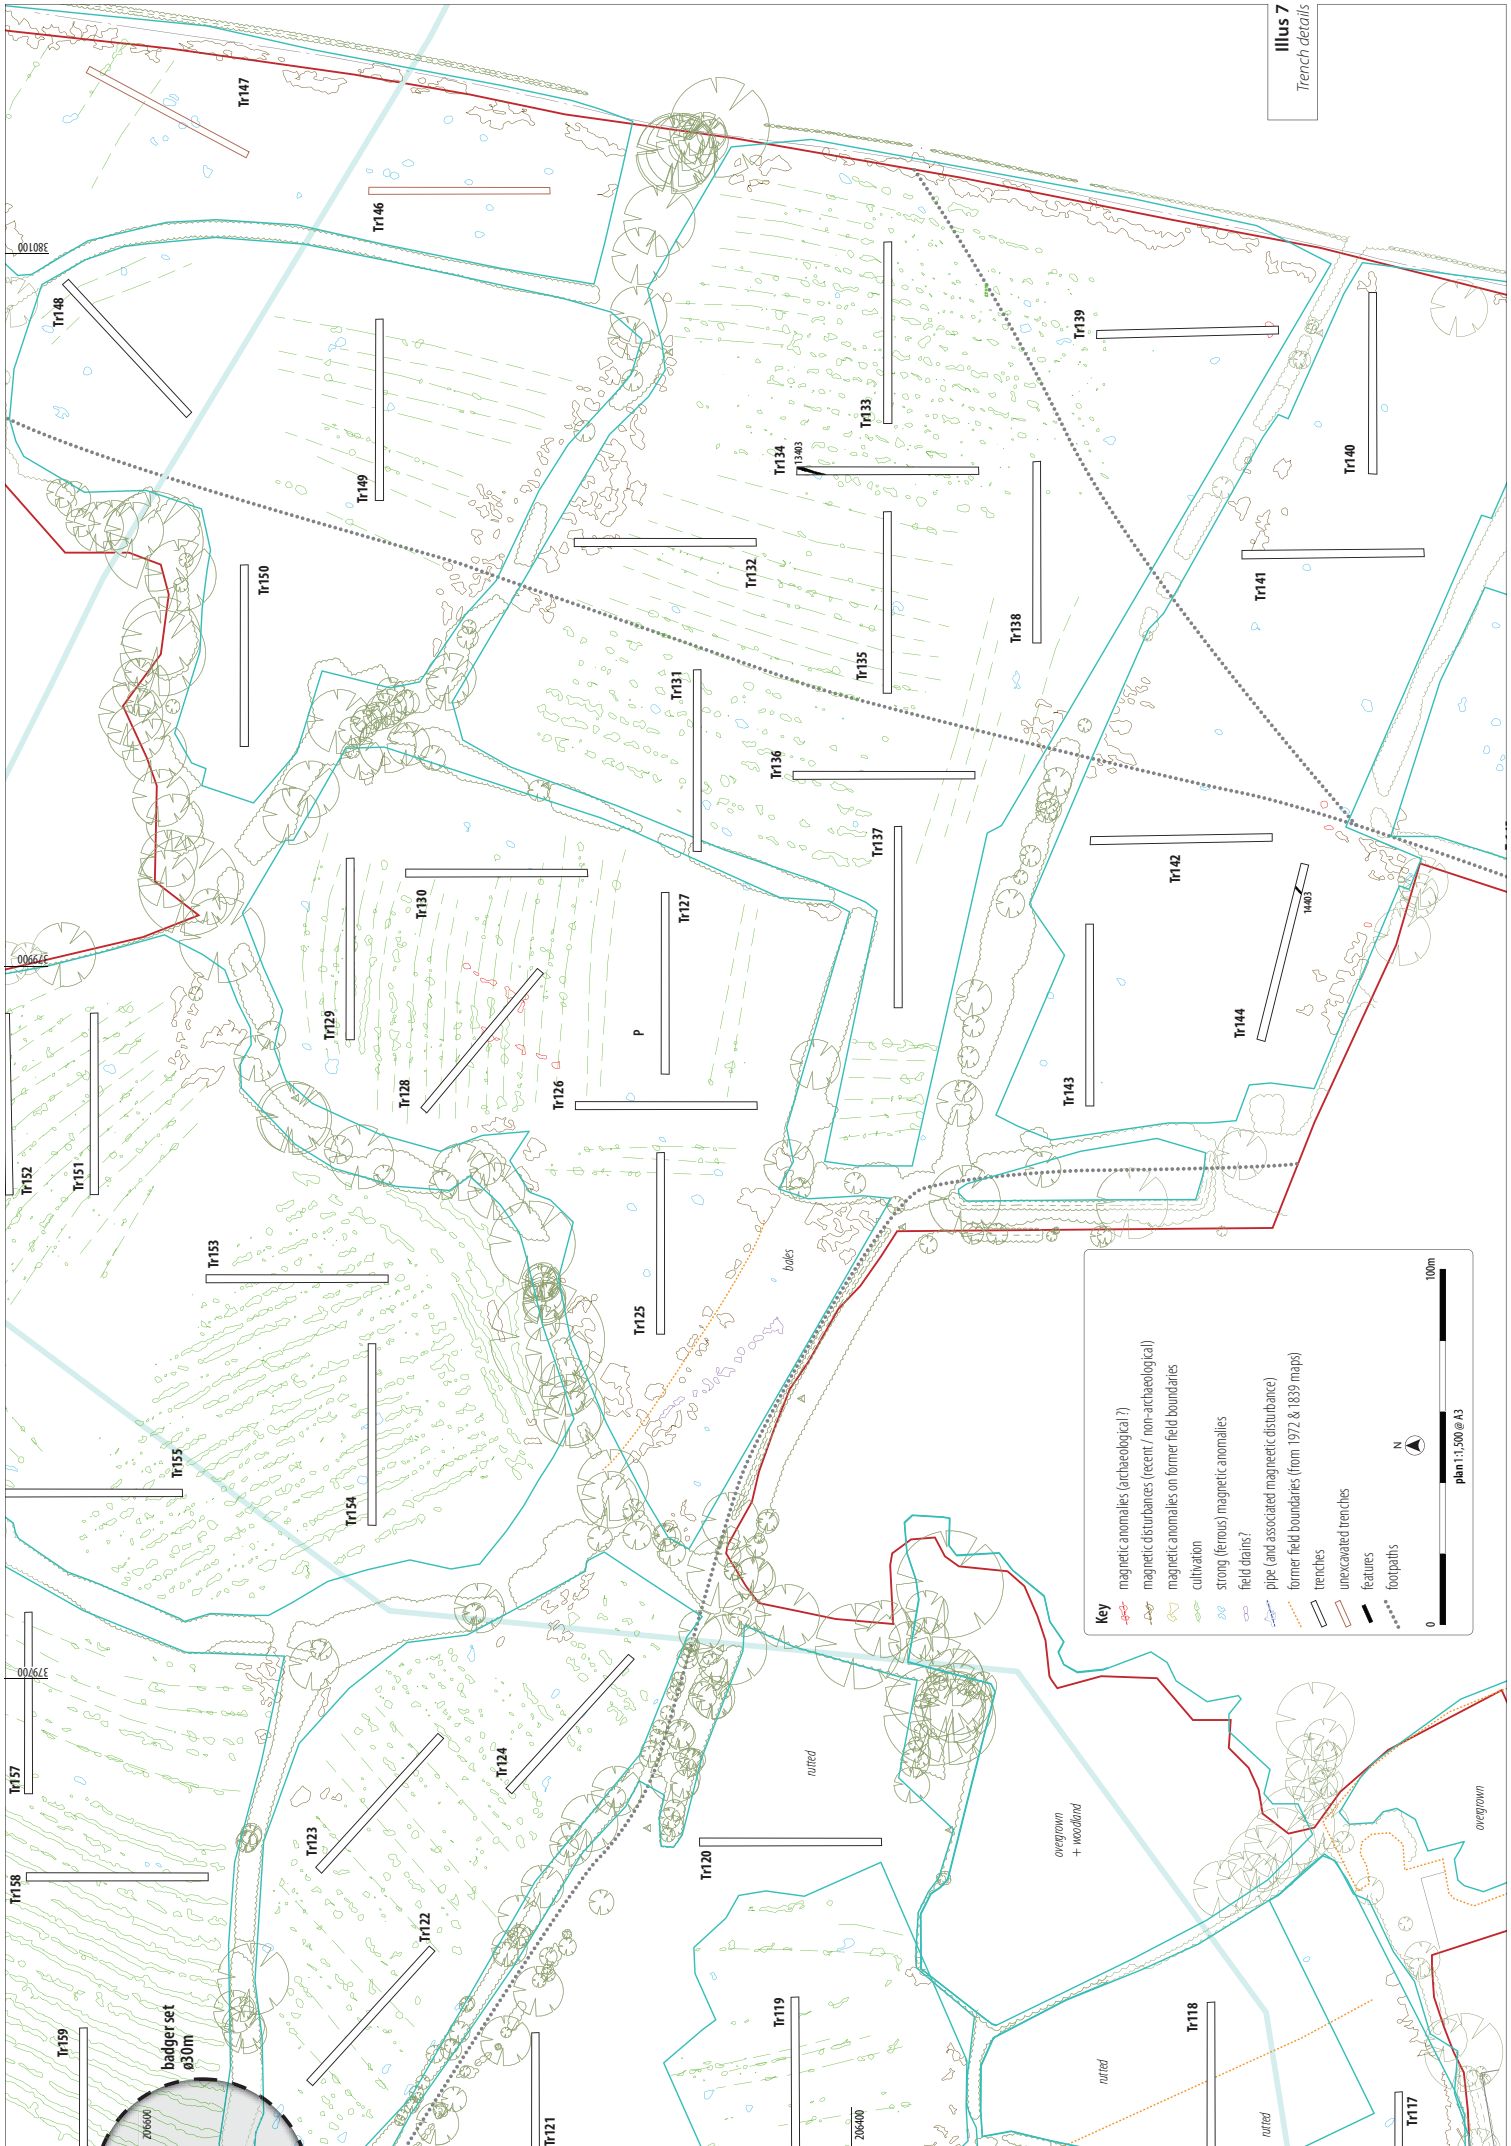 Illus 7
Trench details
Tr147
Tr146
380100
Tr148
Tr149
Tr150
Tr139
Tr133
Tr134
13403
Tr140
Tr132
Tr138
Tr141
Tr135
Tr131
Tr136
Tr137
Tr142
Tr130
Tr127
14403
379900
Tr129
P
Tr144
Tr128
Tr126
Tr143
Tr152
Tr151
Tr153
bales
Tr125
Tr155
Tr154
Key
magnetic anomalies (archaeological ?)
magnetic disturbances (recent / non-archaeological)
magnetic anomalies on former field boundaries
cultivation
strong (ferrous) magnetic anomalies
field drains?
pipe (and associated magneetic disturbance)
former field boundaries (from 1972 & 1839 maps)
trenches
unexcavated trenches
features
footpaths
N
0
100m
plan 1:1,500 @ A3
379700
Tr157
Tr124
rutted
Tr123
Tr158
Tr120
overgrown
+ woodland
overgrown
Tr122
Tr159
badger set
ø30m
Tr119
Tr118
rutted
206600
Tr121
206400
rutted
Tr117